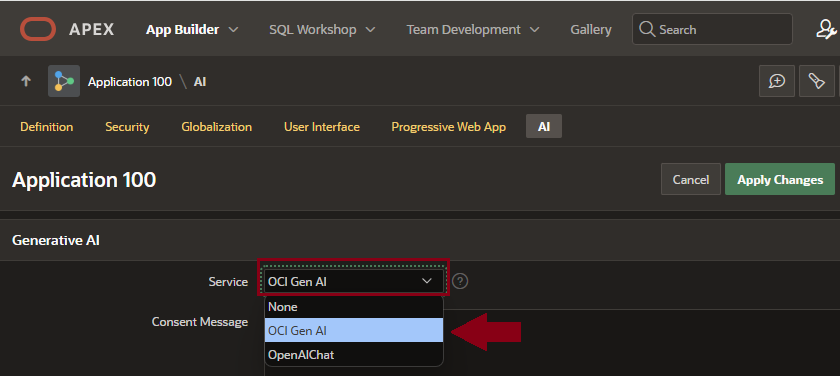 APEX App Builder SQL Workshop Team Development Gallery Search
Application 100 \ AI
Definition Security Globalization User Interface Progressive Web App AI
Application 100 Cancel Apply Changes
Generative AI
Service OCI Gen AI ?
None
Consent Message OCI Gen AI
OpenAIChat